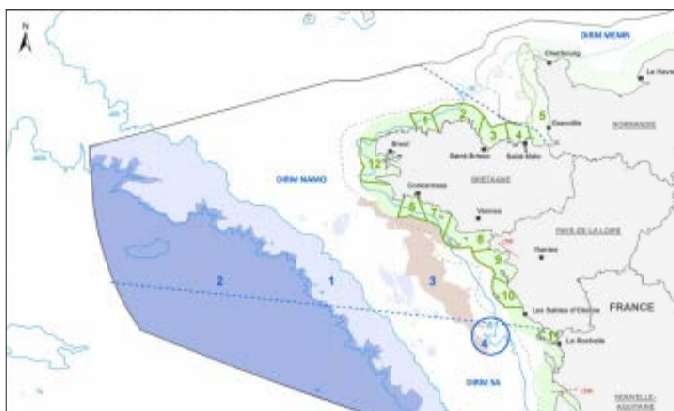 N
DIRM MEMN
Cherbourg
Le Havre
5
Granville
NORMANDIE
1
2
3
4
Saint-Brieuc
Saint-Malo
Brest
12
DIRM NAMO
Concarneau
BRETAGNE
6
7
Vannes
8
PAYS-DE-LA-LOIRE
9
Nantes
10
2
1
3
Les Sables d'Olonne
FRANCE
4
11
La Rochelle
DIRM SA
NOUVELLE-
AQUITAINE